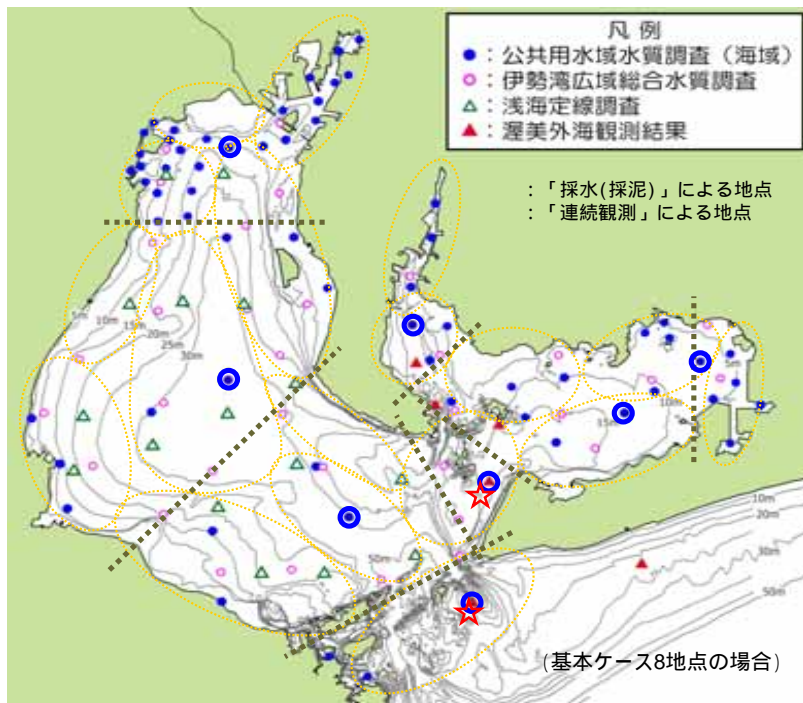 凡 例
●：公共用水域水質調査（海域）
○：伊勢湾広域総合水質調査
△：浅海定線調査
▲：渥美外海観測結果
：「採水(採泥)」による地点
：「連続観測」による地点
5m
10m
15m
20m
25m
30m
5m
10m
15m
50m
10m
20m
30m
50m
(基本ケース8地点の場合)